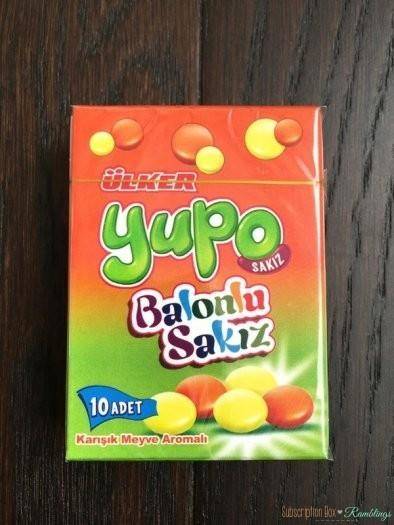 ÜLKER
yupo
SAKIZ
Balonlu
Sakız
10 ADET
Karışık Meyve Aromalı
Subscription Box ♥ Ramblings